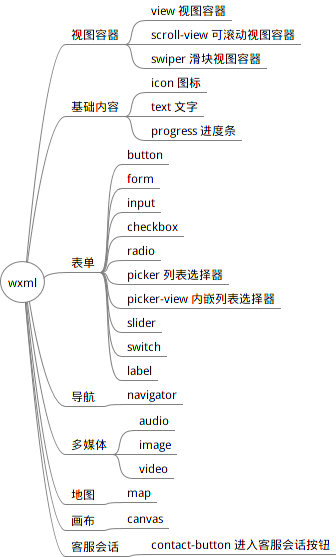 view 视图容器
视图容器
scroll-view 可滚动视图容器
swiper 滑块视图容器
icon 图标
基础内容
text 文字
progress 进度条
button
form
input
checkbox
radio
表单
picker 列表选择器
wxml
picker-view 内嵌列表选择器
slider
switch
label
导航
navigator
audio
多媒体
image
video
地图
map
画布
canvas
客服会话
contact-button 进入客服会话按钮